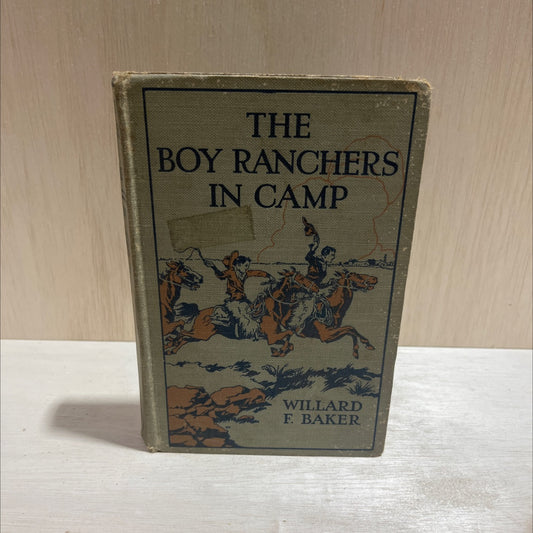 THE
BOY RANCHERS
IN CAMP
WILLARD
F. BAKER